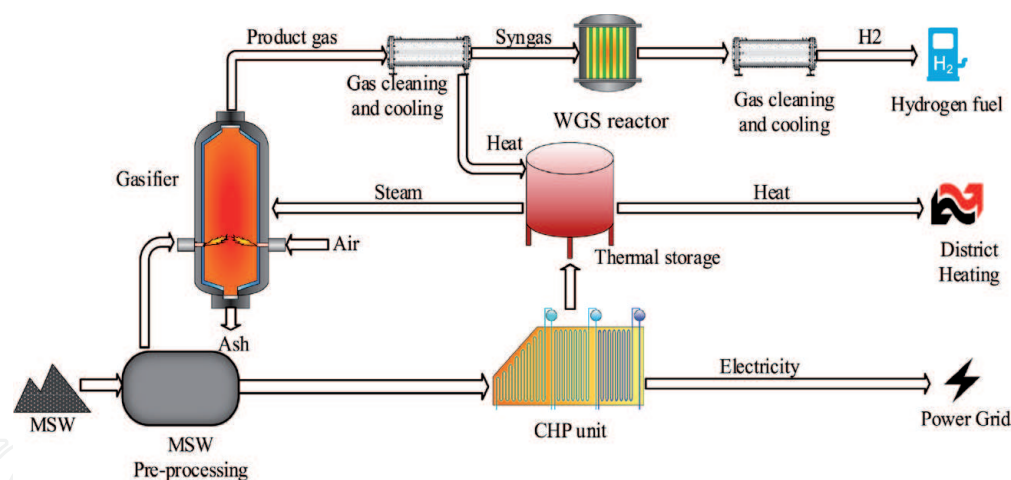 Product gas
Syngas
H2
H₂
Gas cleaning
and cooling
WGS reactor
Gas cleaning
and cooling
Hydrogen fuel
Heat
Gasifier
Steam
Heat
Air
Thermal storage
District
Heating
Ash
Electricity
MSW
MSW
Pre-processing
CHP unit
Power Grid